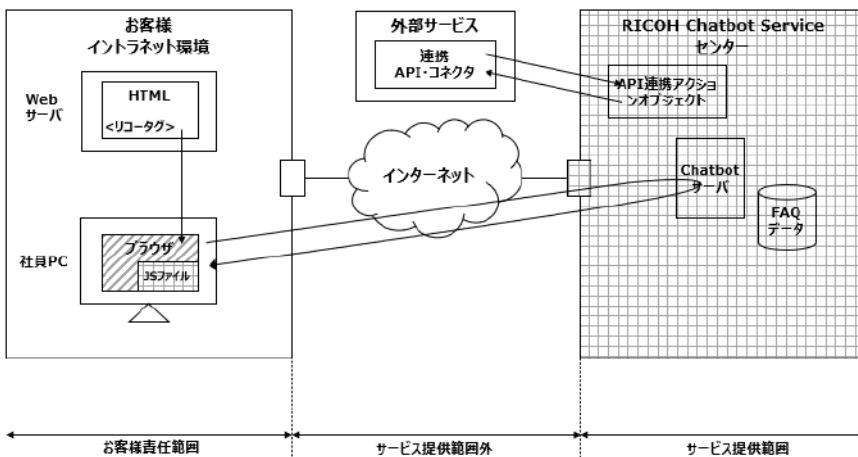 お客様
イントラネット環境
Web
サーバ
HTML
<リコータグ>
社員PC
ブラウザ
JSファイル
外部サービス
連携
API・コネクタ
インターネット
RICOH Chatbot Service
センター
API連携アクショ
ンオブジェクト
Chatbot
サーバ
FAQ
データ
お客様責任範囲
サービス提供範囲外
サービス提供範囲